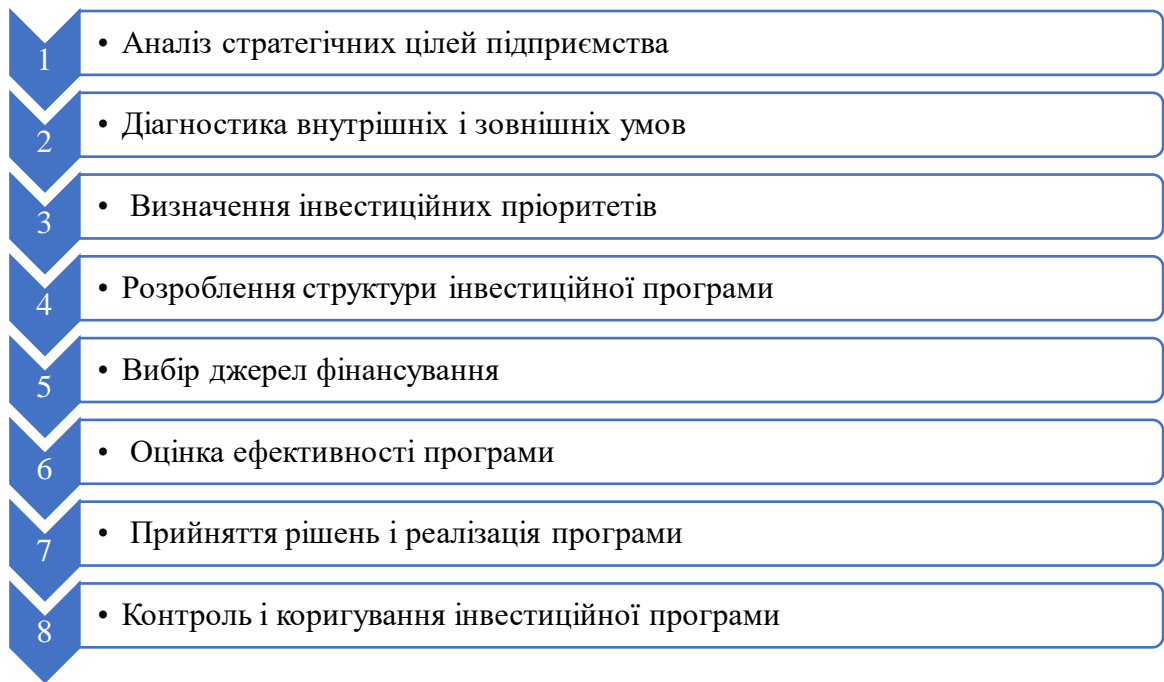 1
• Аналіз стратегічних цілей підприємства
2
• Діагностика внутрішніх і зовнішніх умов
3
• Визначення інвестиційних пріоритетів
4
• Розроблення структури інвестиційної програми
5
• Вибір джерел фінансування
6
• Оцінка ефективності програми
7
• Прийняття рішень і реалізація програми
8
• Контроль і коригування інвестиційної програми